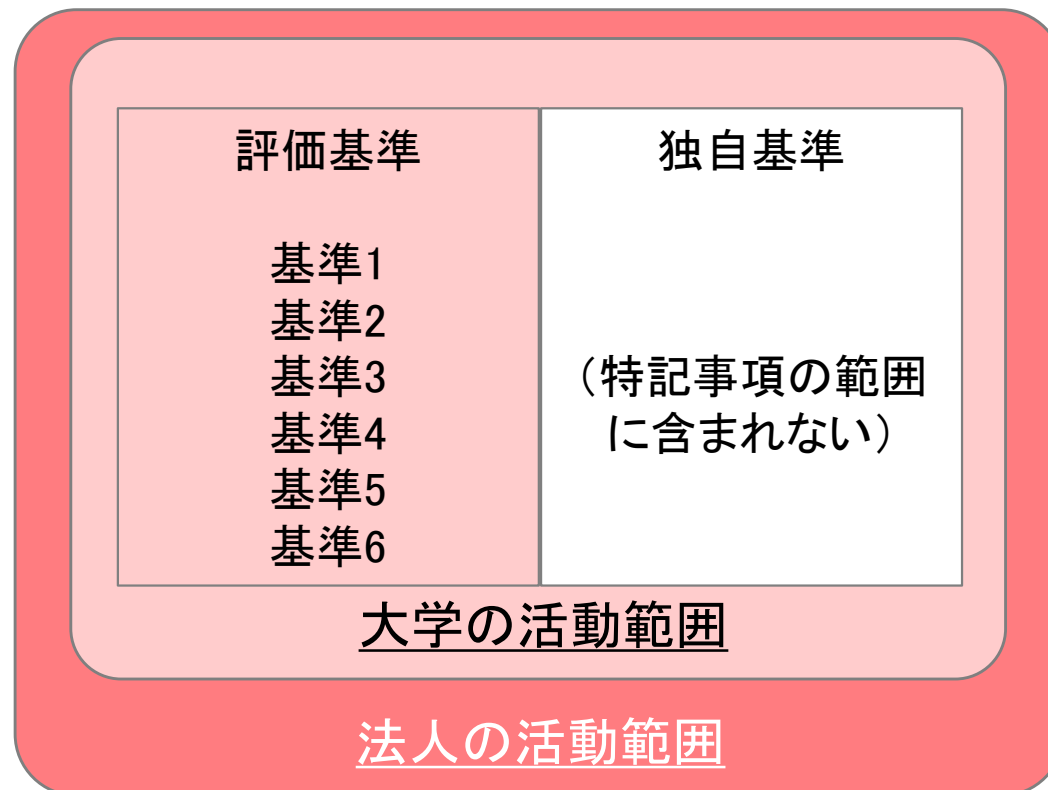 評価基準
基準1
基準2
基準3
基準4
基準5
基準6
独自基準
（特記事項の範囲
に含まれない）
大学の活動範囲
法人の活動範囲